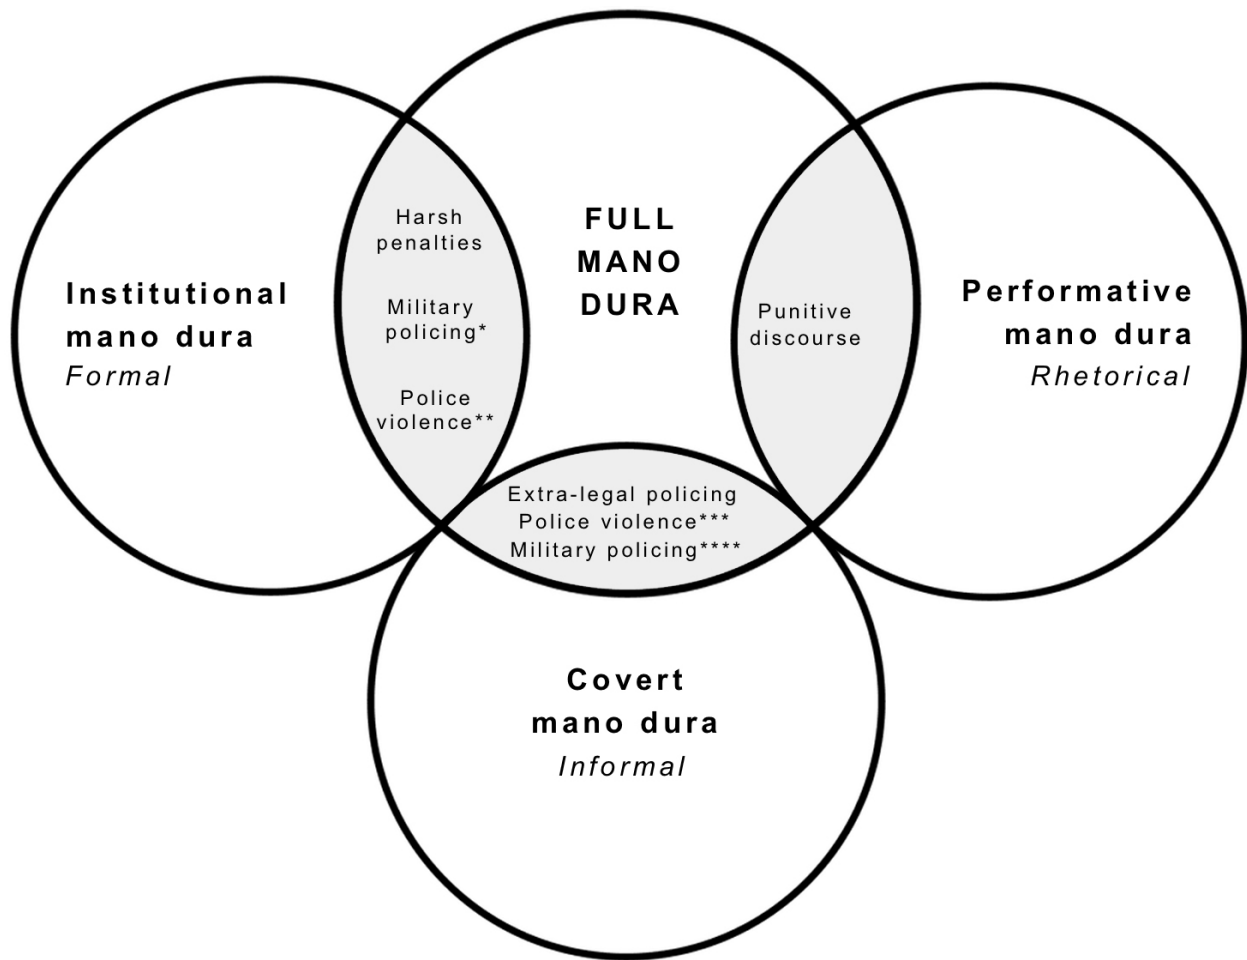 Institutional
mano dura
Formal
Harsh
penalties
Military
policing*
Police
violence**
FULL
MANO
DURA
Punitive
discourse
Performative
mano dura
Rhetorical
Extra-legal policing
Police violence***
Military policing****
Covert
mano dura
Informal